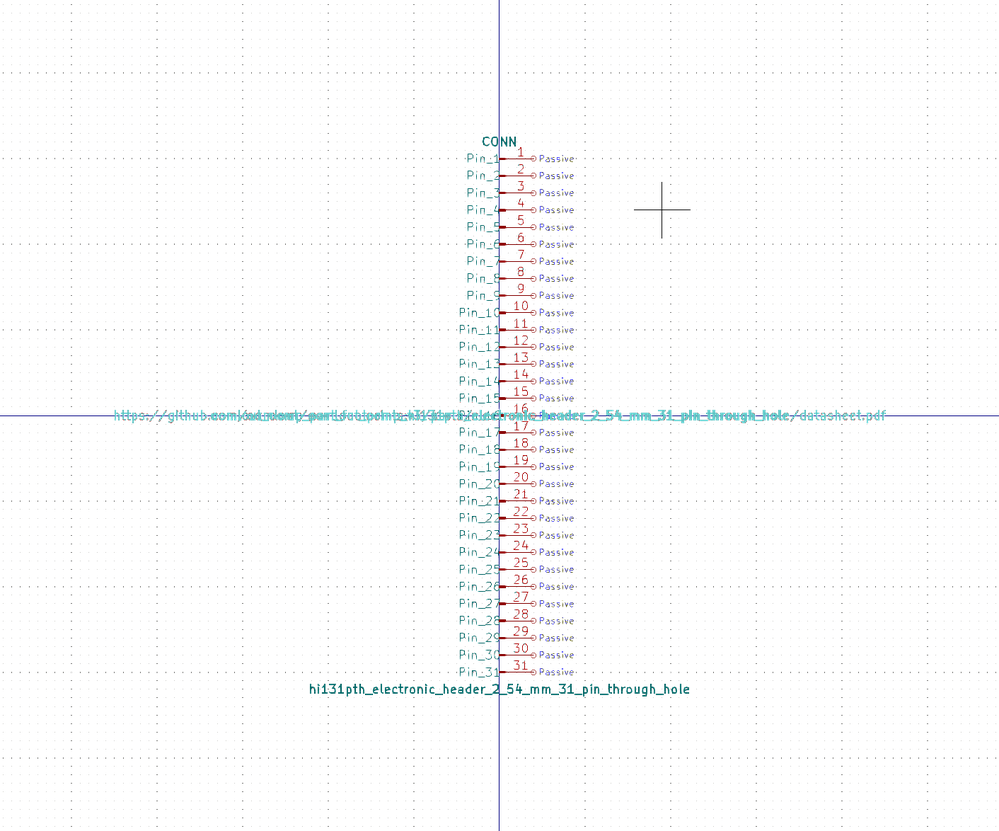 CONN
Pin_1 1 Passive
Pin_2 2 Passive
Pin_3 3 Passive
Pin_4 4 Passive
Pin_5 5 Passive
Pin_6 6 Passive
Pin_7 7 Passive
Pin_8 8 Passive
Pin_9 9 Passive
Pin_10 10 Passive
Pin_11 11 Passive
Pin_12 12 Passive
Pin_13 13 Passive
Pin_14 14 Passive
Pin_15 15 Passive
16
Pin_17 17 Passive
Pin_18 18 Passive
Pin_19 19 Passive
Pin_20 20 Passive
Pin_21 21 Passive
Pin_22 22 Passive
Pin_23 23 Passive
Pin_24 24 Passive
Pin_25 25 Passive
Pin_26 26 Passive
Pin_27 27 Passive
Pin_28 28 Passive
Pin_29 29 Passive
Pin_30 30 Passive
Pin_31 31 Passive
hi131pth_electronic_header_2_54_mm_31_pin_through_hole